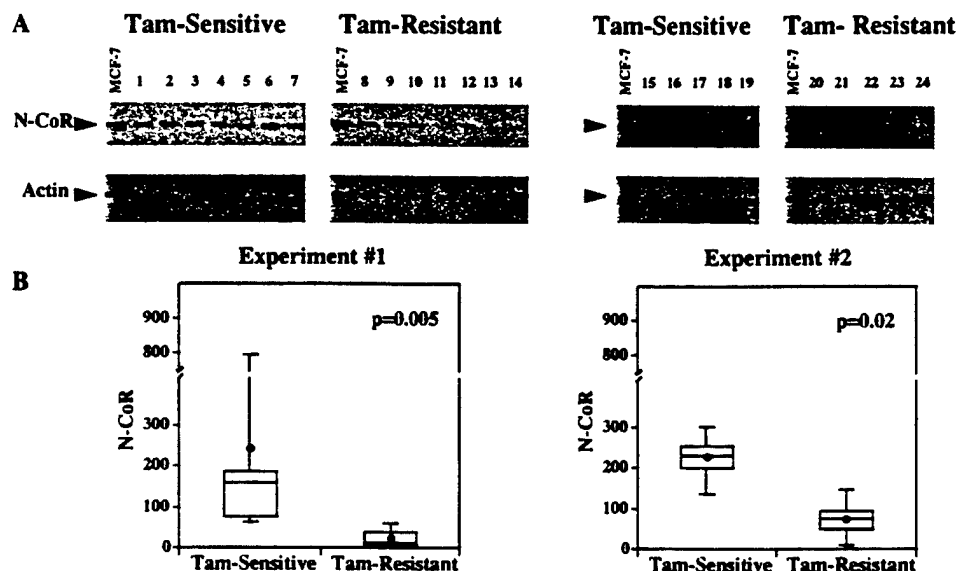 A
Tam-Sensitive
Tam-Resistant
Tam-Sensitive
Tam- Resistant
MCF-7 1 2 3 4 5 6 7
MCF-7 8 9 10 11 12 13 14
MCF-7 15 16 17 18 19
MCF-7 20 21 22 23 24
N-CoR
Actin
B
Experiment #1
900
800
300
200
100
0
N-CoR
p=0.005
Tam-Sensitive
Tam-Resistant
Experiment #2
900
800
300
200
100
0
N-CoR
p=0.02
Tam-Sensitive
Tam-Resistant